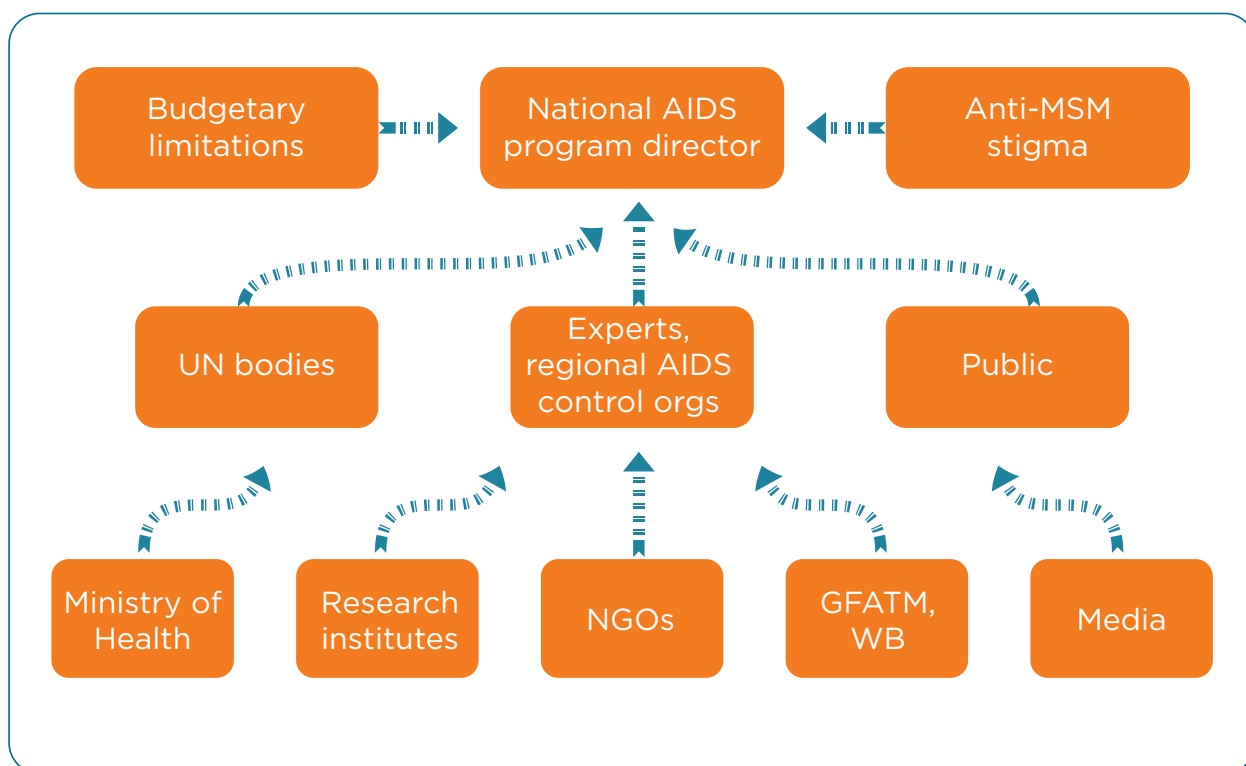 Budgetary
limitations
National AIDS
program director
Anti-MSM
stigma
UN bodies
Experts,
regional AIDS
control orgs
Public
Ministry of
Health
Research
institutes
NGOs
GFATM,
WB
Media